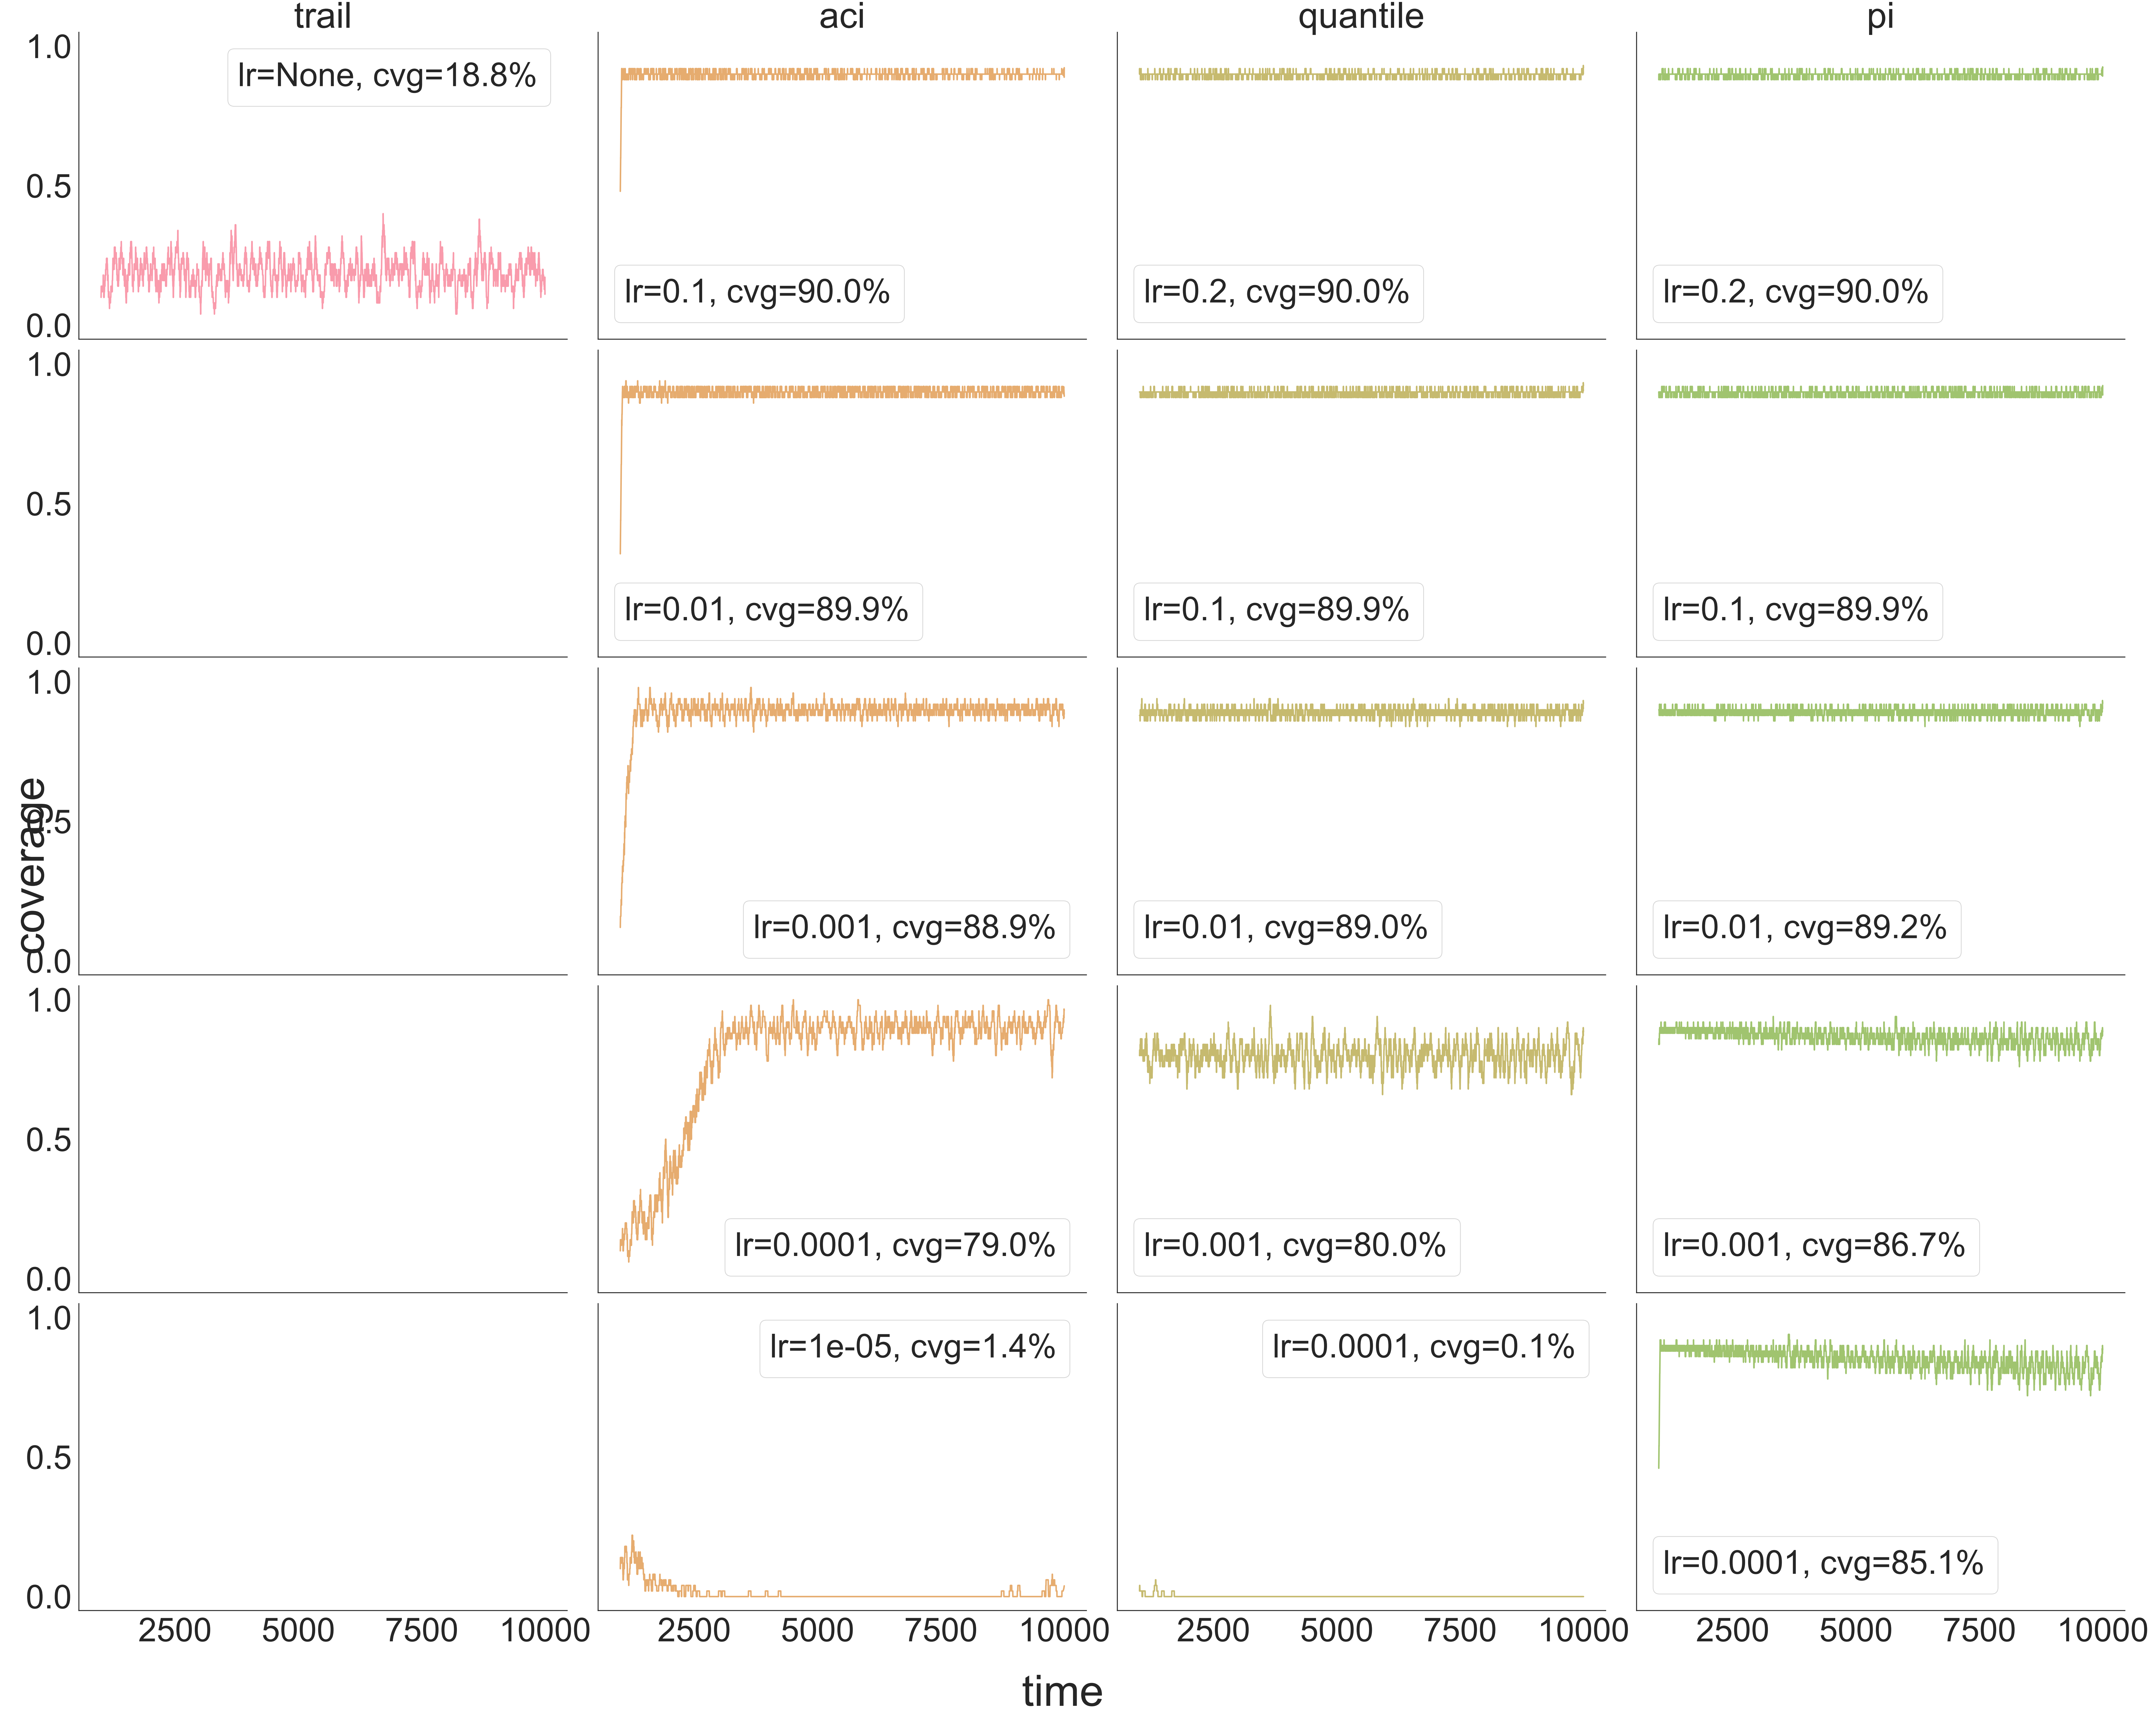 trail aci quantile pi
1.0
0.5
0.0
lr=None, cvg=18.8%
lr=0.1, cvg=90.0%
lr=0.2, cvg=90.0%
lr=0.2, cvg=90.0%
1.0
0.5
0.0
lr=0.01, cvg=89.9%
lr=0.1, cvg=89.9%
lr=0.1, cvg=89.9%
coverage
1.0
0.5
0.0
lr=0.001, cvg=88.9%
lr=0.01, cvg=89.0%
lr=0.01, cvg=89.2%
1.0
0.5
0.0
lr=0.0001, cvg=79.0%
lr=0.001, cvg=80.0%
lr=0.001, cvg=86.7%
1.0
0.5
0.0
lr=1e-05, cvg=1.4%
lr=0.0001, cvg=0.1%
lr=0.0001, cvg=85.1%
2500 5000 7500 10000 2500 5000 7500 10000 2500 5000 7500 10000 2500 5000 7500 10000
time